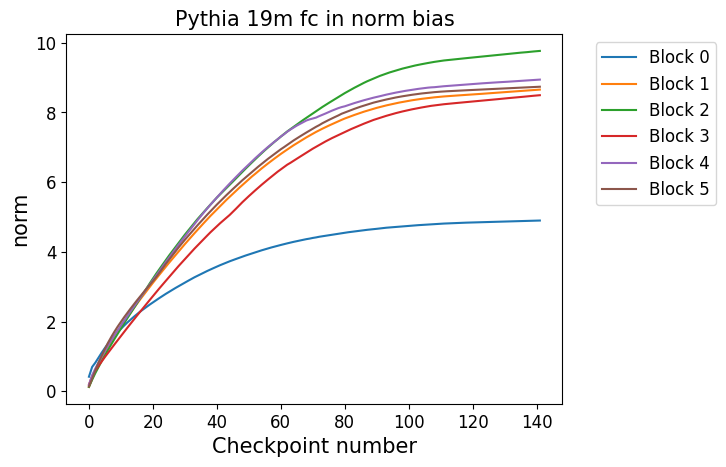 Pythia 19m fc in norm bias
10
8
6
4
2
0
norm
0 20 40 60 80 100 120 140
Checkpoint number
Block 0
Block 1
Block 2
Block 3
Block 4
Block 5